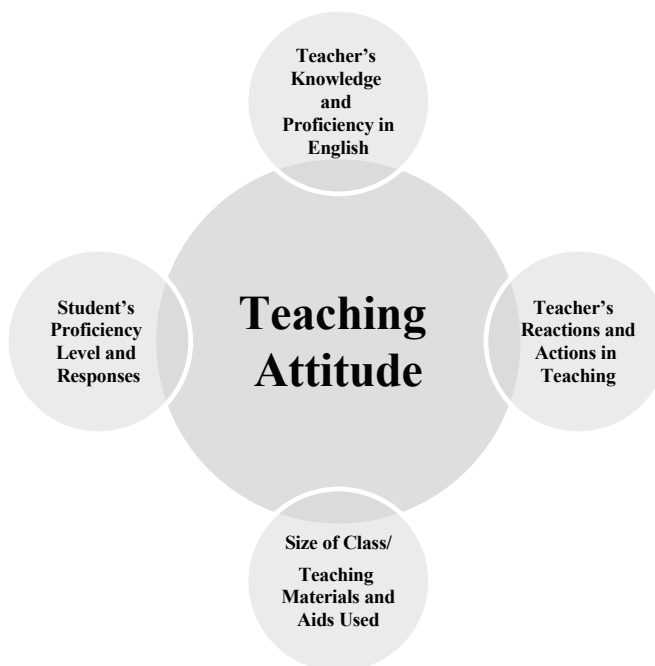 Teacher’s
Knowledge
and
Proficiency in
English
Teaching
Attitude
Student’s
Proficiency
Level and
Responses
Teacher’s
Reactions and
Actions in
Teaching
Size of Class/
Teaching
Materials and
Aids Used